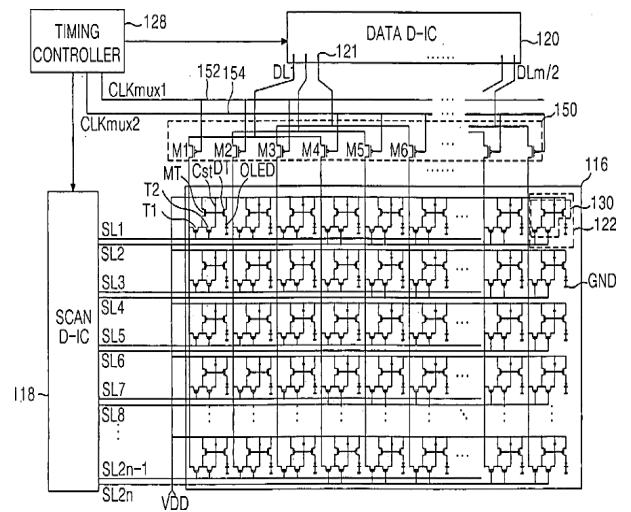 TIMING
CONTROLLER
128
DATA D-IC
120
121
DL1
DLm/2
152
154
CLKmux1
CLKmux2
150
M1 M2 M3 M4 M5 M6
116
MT
Cst
DT
OLED
T2
T1
130
122
GND
SCAN
D-IC
118
SL1
SL2
SL3
SL4
SL5
SL6
SL7
SL8
SL2n-1
SL2n
VDD